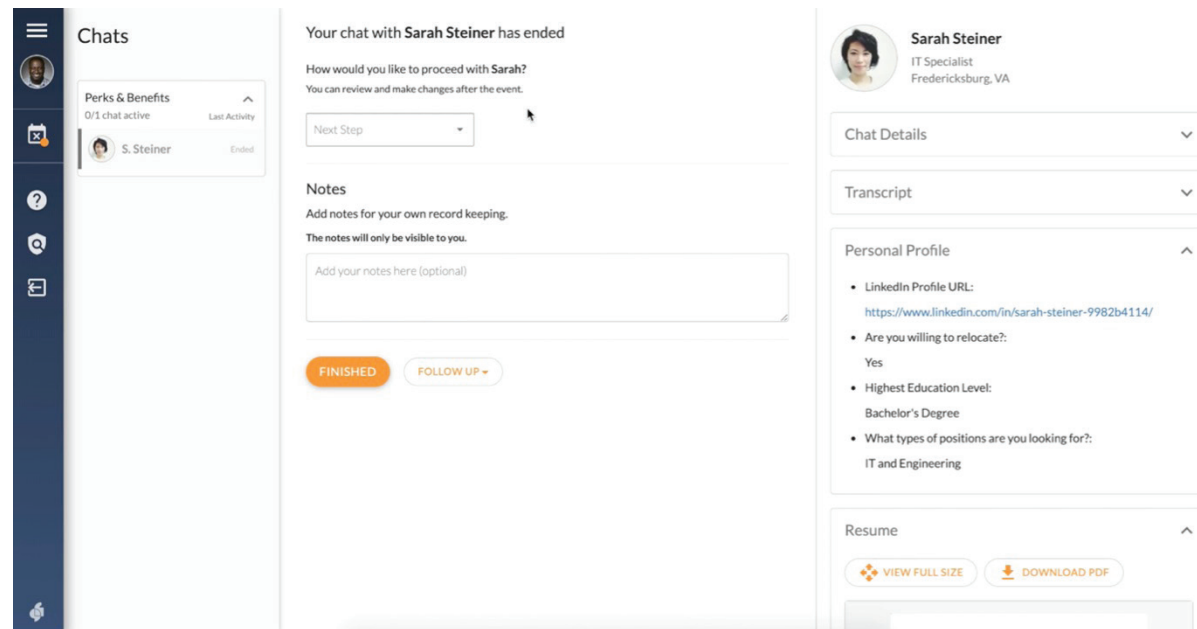 Chats
Perks & Benefits
0/1 chat active
Last Activity
S. Steiner
Ended
Your chat with Sarah Steiner has ended
How would you like to proceed with Sarah?
You can review and make changes after the event.
Next Step
Notes
Add notes for your own record keeping.
The notes will only be visible to you.
Add your notes here (optional)
FINISHED
FOLLOW UP
Sarah Steiner
IT Specialist
Fredericksburg, VA
Chat Details
Transcript
Personal Profile
• LinkedIn Profile URL:
https://www.linkedin.com/in/sarah-steiner-9982b4114/
• Are you willing to relocate?:
Yes
• Highest Education Level:
Bachelor's Degree
• What types of positions are you looking for?:
IT and Engineering
Resume
VIEW FULL SIZE
DOWNLOAD PDF